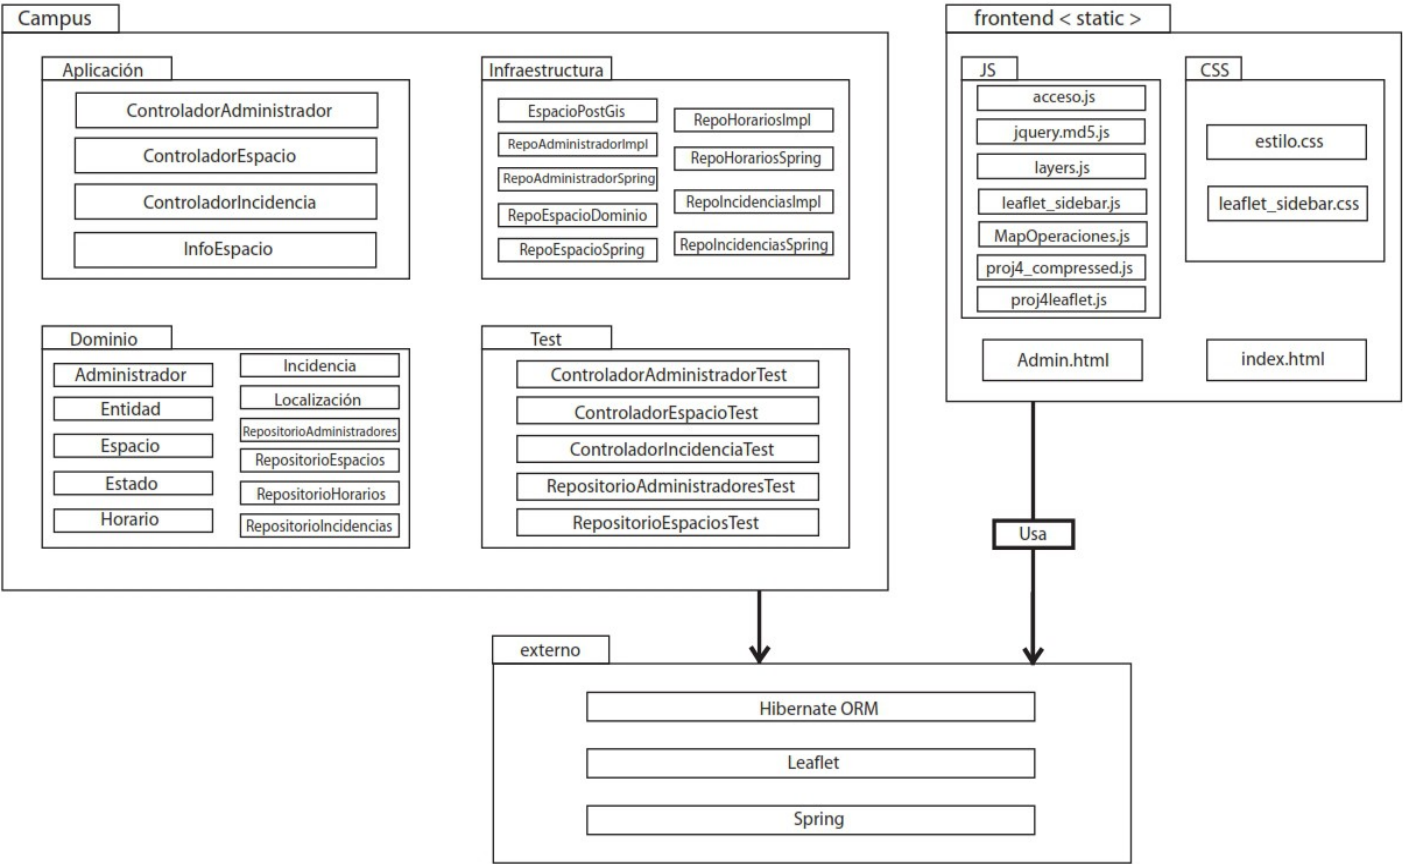 Campus
Aplicación
ControladorAdministrador
ControladorEspacio
ControladorIncidencia
InfoEspacio
Infraestructura
EspacioPostGis
RepoAdministradorImpl
RepoAdministradorSpring
RepoEspacioDominio
RepoEspacioSpring
RepoHorariosImpl
RepoHorariosSpring
RepoIncidenciasImpl
RepoIncidenciasSpring
Dominio
Administrador
Entidad
Espacio
Estado
Horario
Incidencia
Localización
RepositorioAdministradores
RepositorioEspacios
RepositorioHorarios
RepositorioIncidencias
Test
ControladorAdministradorTest
ControladorEspacioTest
ControladorIncidenciaTest
RepositorioAdministradoresTest
RepositorioEspaciosTest
frontend < static >
JS
acceso.js
jquery.md5.js
layers.js
leaflet_sidebar.js
MapOperaciones.js
proj4_compressed.js
proj4leaflet.js
CSS
estilo.css
leaflet_sidebar.css
Admin.html
index.html
Usa
externo
Hibernate ORM
Leaflet
Spring